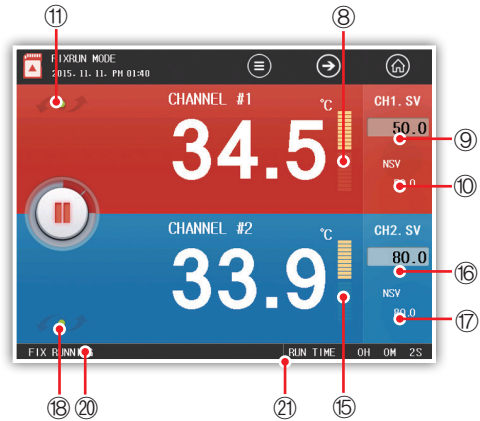 ⑪ ⑧
FIXRUN MODE
2015. 11. 11. PM 01:40
CHANNEL #1 ℃ CH1. SV
34.5 50.0
⑨
NSV
⑩
CHANNEL #2 ℃ CH2. SV
33.9 80.0
⑯
NSV
80.0
⑰
FIX RUNNING RUN TIME 0H 0M 2S
⑱ ⑳ ㉑ ⑮